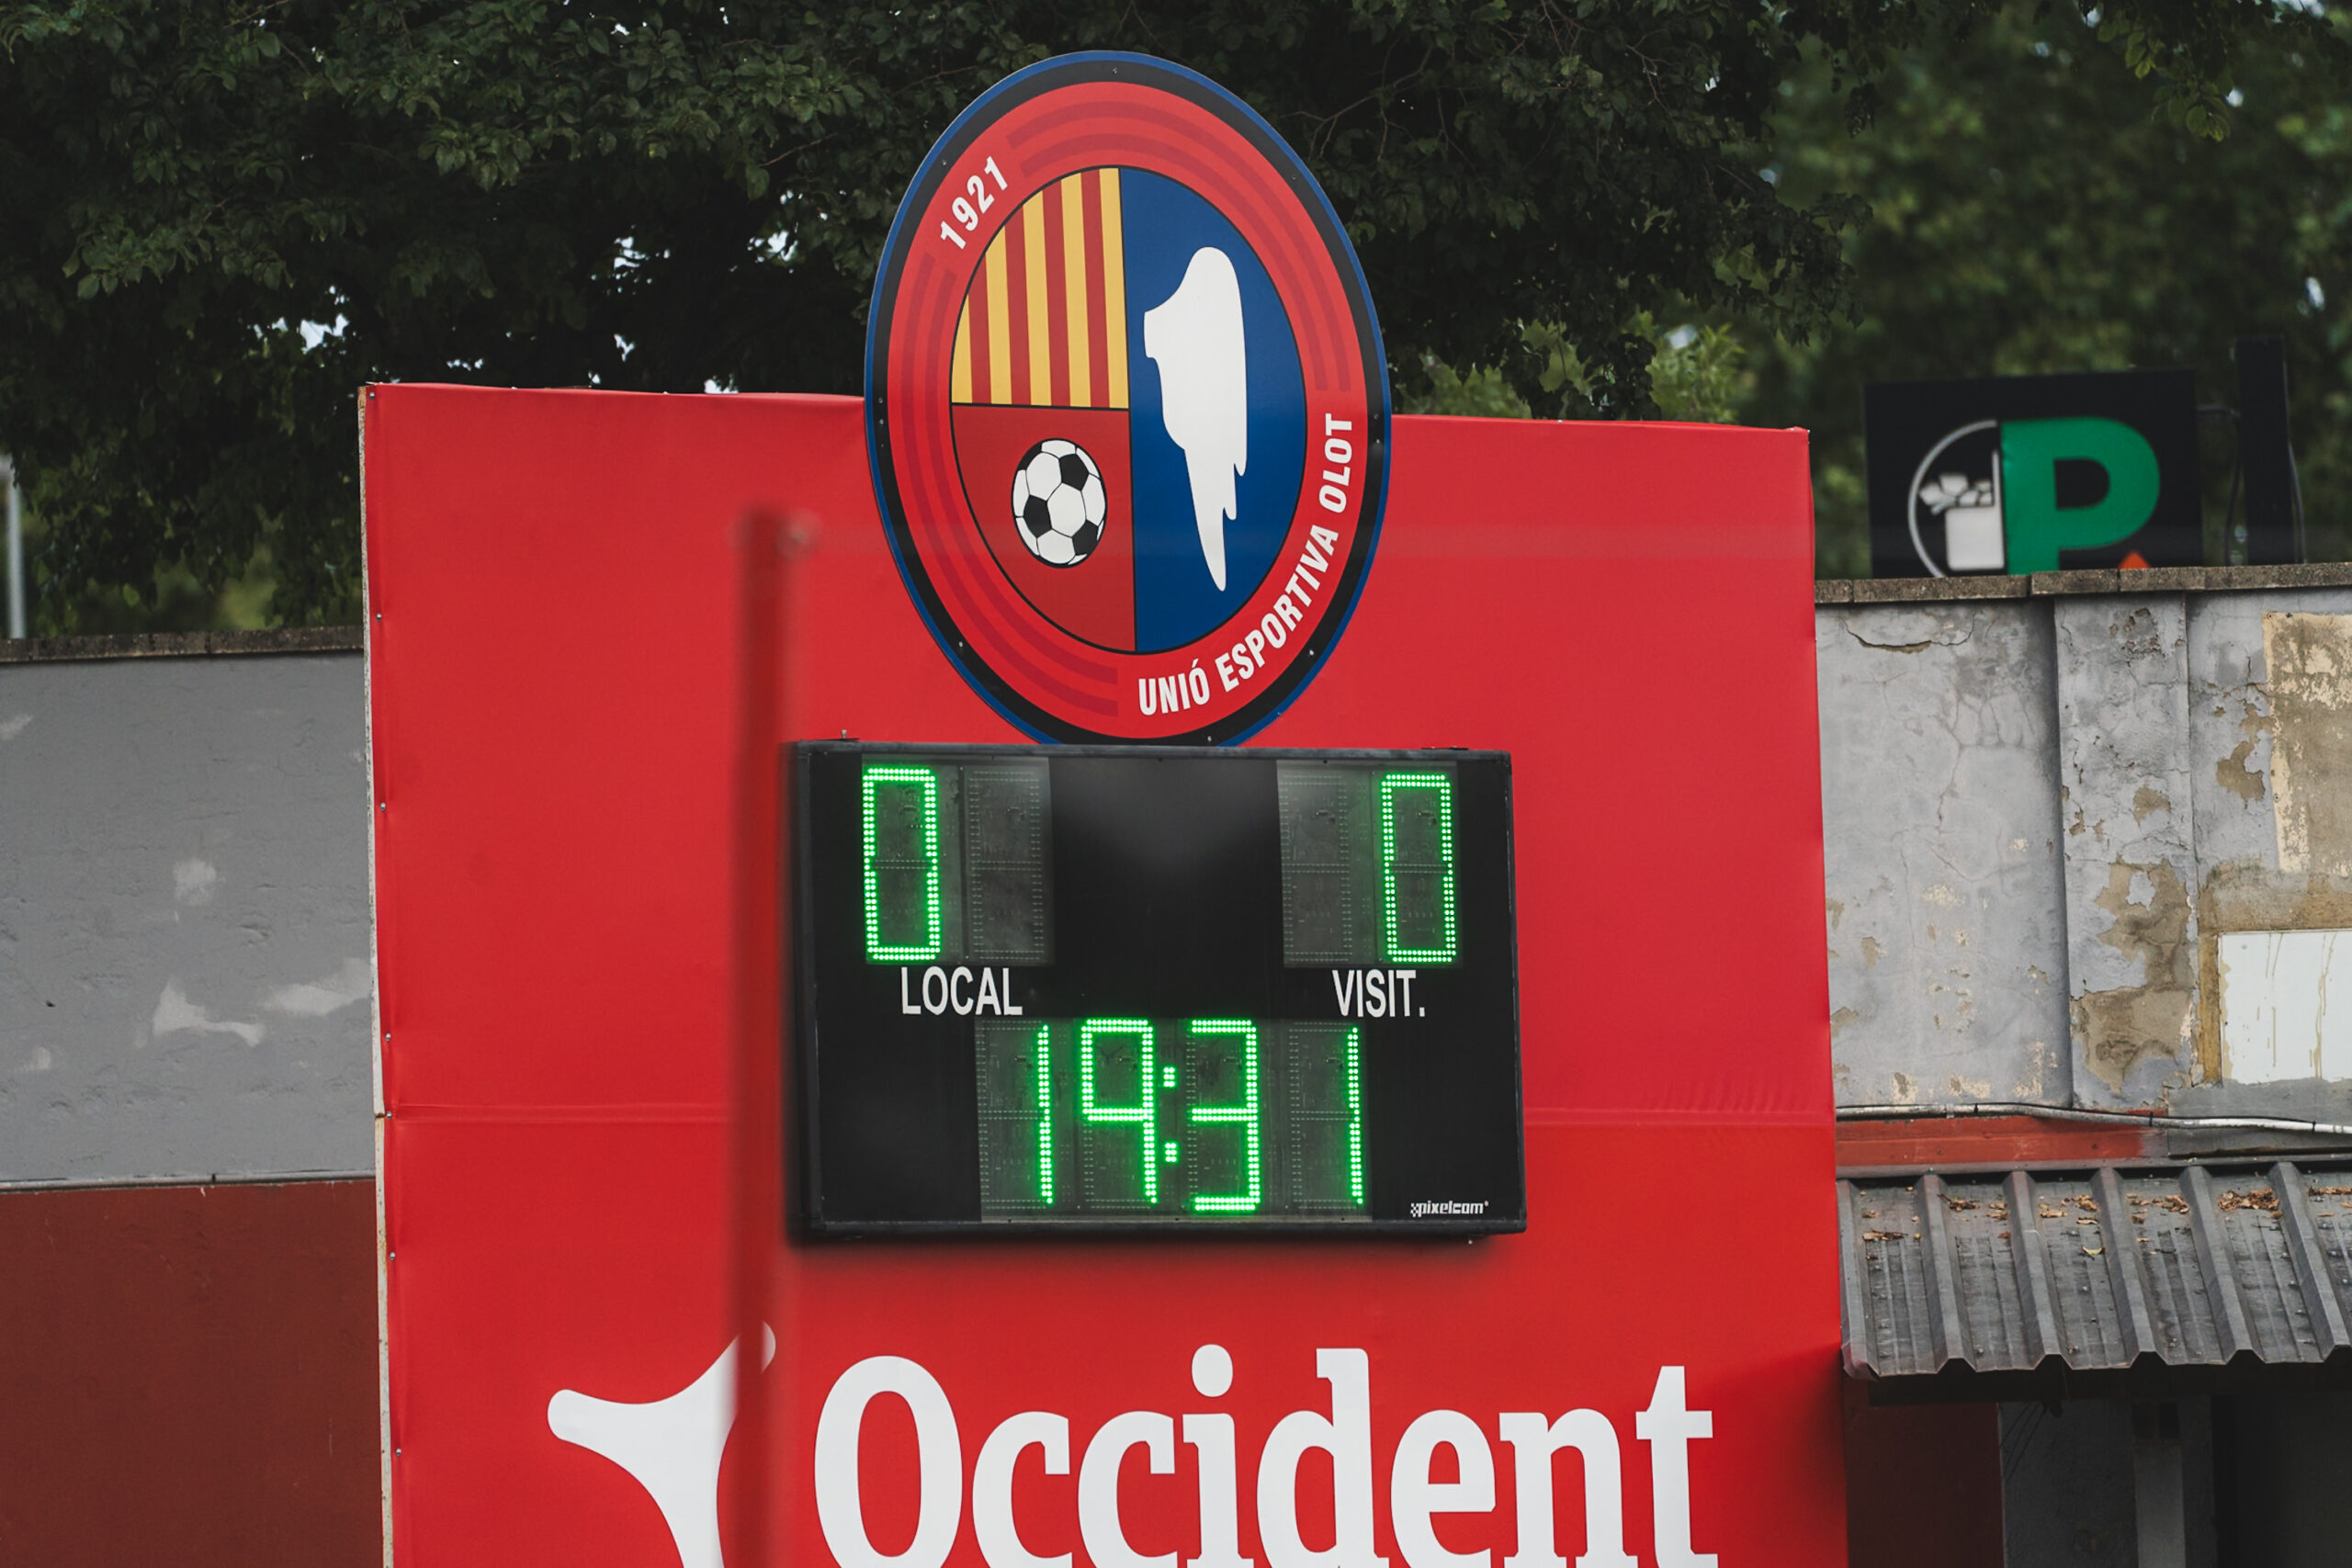 1921
UNIÓ ESPORTIVA OLOT
P
0 0
LOCAL VISIT.
19:31
pixelcom
Occident